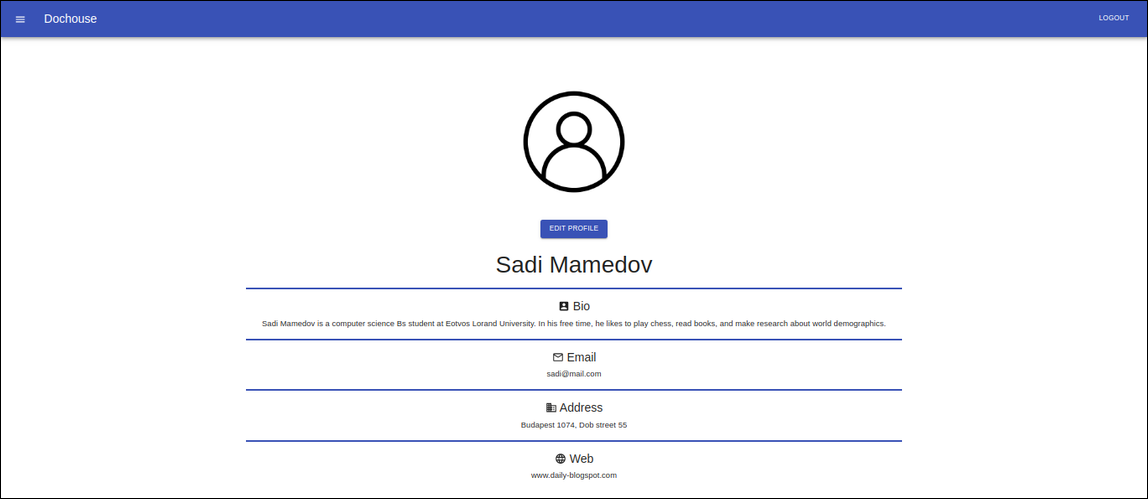 Dochouse
LOGOUT
EDIT PROFILE
Sadi Mamedov
Bio
Sadi Mamedov is a computer science Bs student at Eotvos Lorand University. In his free time, he likes to play chess, read books, and make research about world demographics.
Email
sadi@mail.com
Address
Budapest 1074, Dob street 55
Web
www.daily-blogspot.com